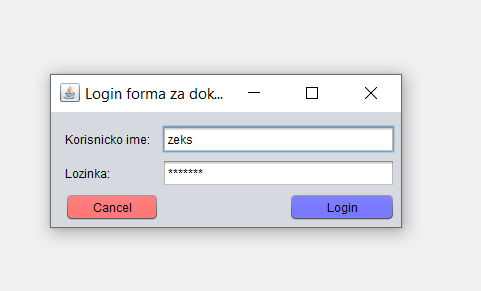 Login forma za dok...
Korisnicko ime: zeks
Lozinka: *******
Cancel Login